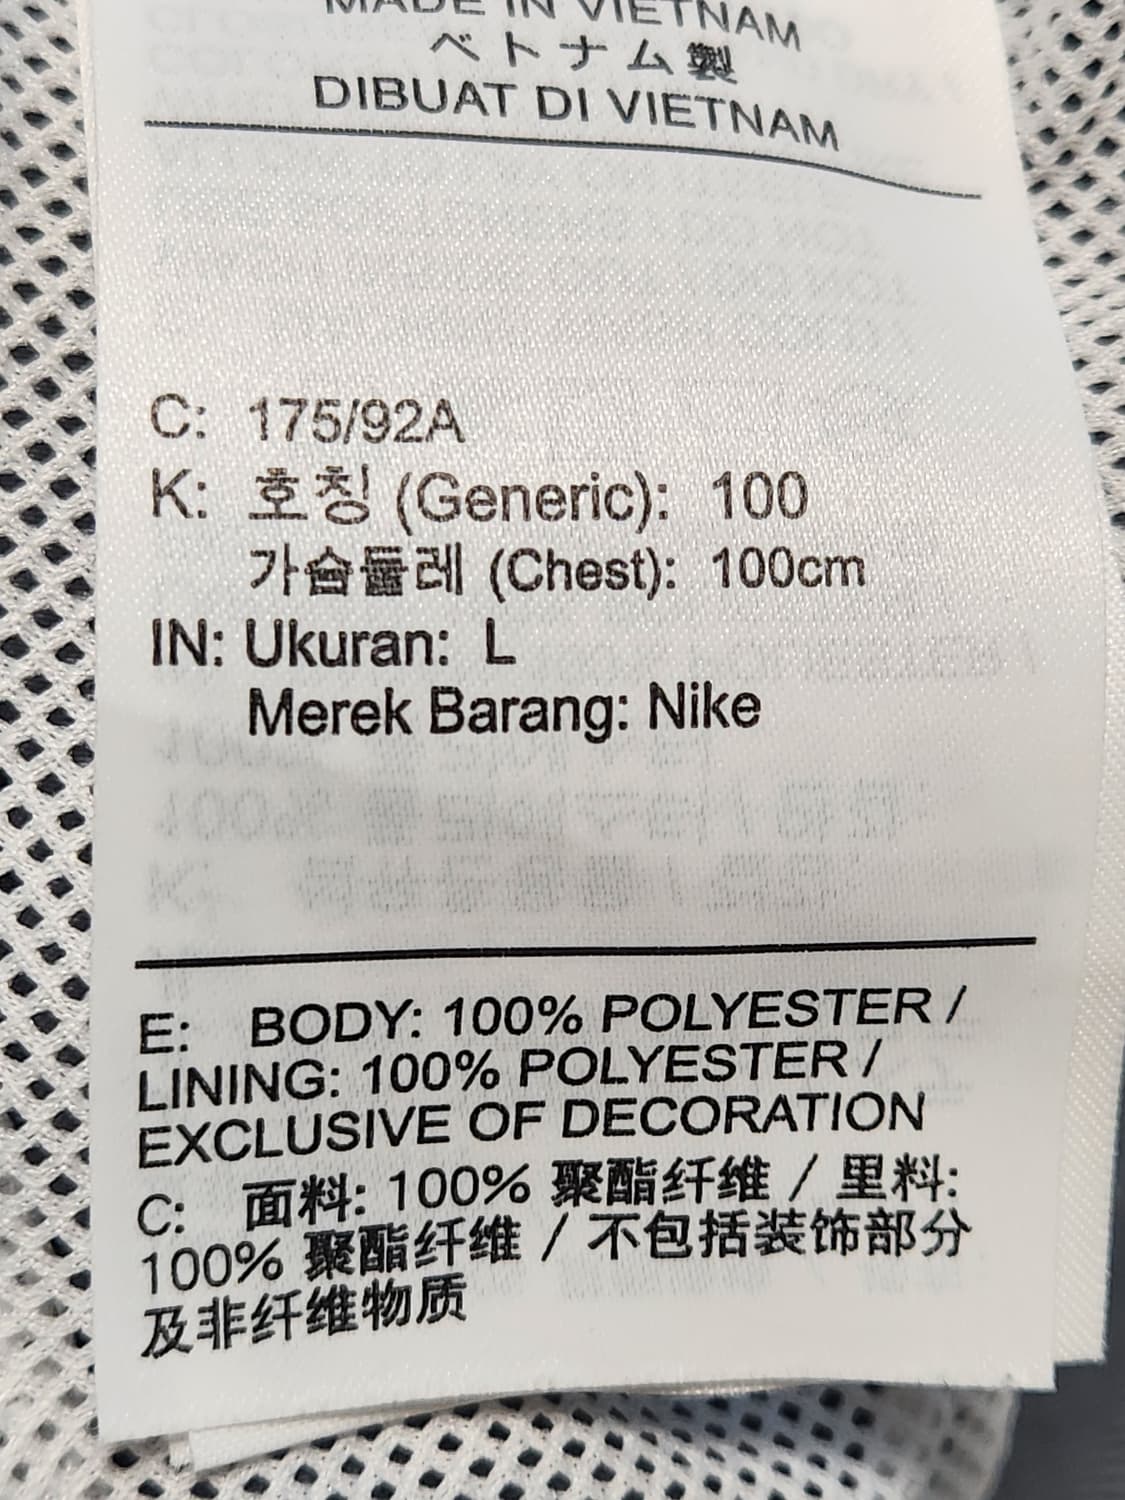 MADE IN VIETNAM
ベトナム製
DIBUAT DI VIETNAM
C: 175/92A
K: 호칭 (Generic): 100
가슴둘레 (Chest): 100cm
IN: Ukuran: L
Merek Barang: Nike
E: BODY: 100% POLYESTER /
LINING: 100% POLYESTER /
EXCLUSIVE OF DECORATION
C: 面料: 100% 聚酯纤维 / 里料:
100% 聚酯纤维 / 不包括装饰部分
及非纤维物质